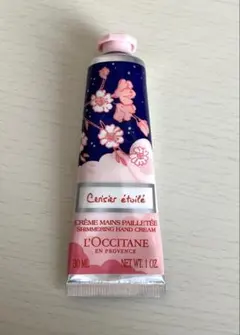 Cerisier étoilé
CRÈME MAINS PAILLETÉE
SHIMMERING HAND CREAM
L'OCCITANE
EN PROVENCE
30 ML NET WT. 1 OZ.